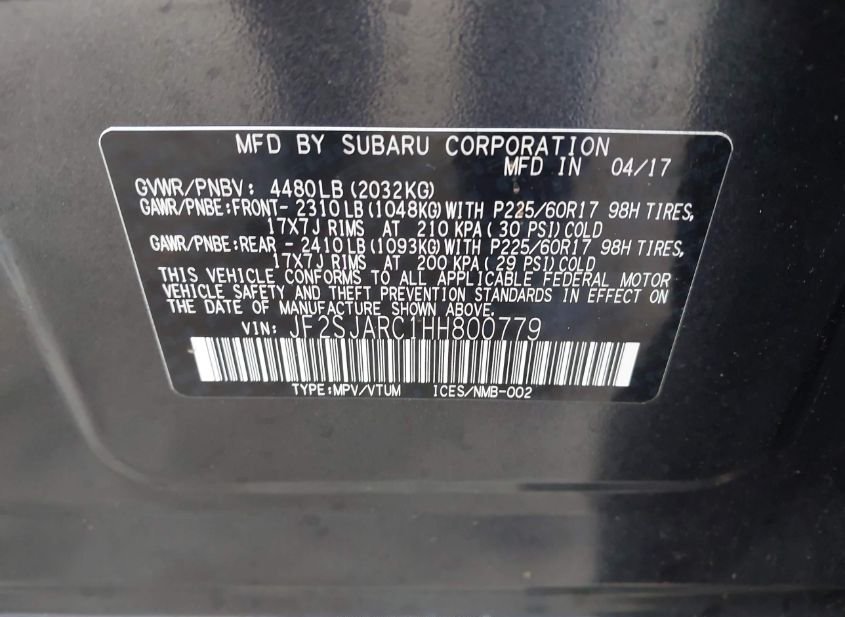 MFD BY SUBARU CORPORATION
MFD IN 04/17
GVWR/PNBV: 4480LB(2032KG)
GAWR/PNBE:FRONT- 2310LB(1048KG)WITH P225/60R17 98H TIRES,
17X7J RIMS AT 210 KPA( 30 PSI)COLD
GAWR/PNBE:REAR - 2410LB(1093KG)WITH P225/60R17 98H TIRES,
17X7J RIMS AT 200 KPA(29 PSI)COLD
THIS VEHICLE CONFORMS TO ALL APPLICABLE FEDERAL MOTOR
VEHICLE SAFETY AND THEFT PREVENTION STANDARDS IN EFFECT ON
THE DATE OF MANUFACTURE SHOWN ABOVE.
VIN: JF2SJARC1HH800779
TYPE:MPV/VTUM ICES/NMB-002